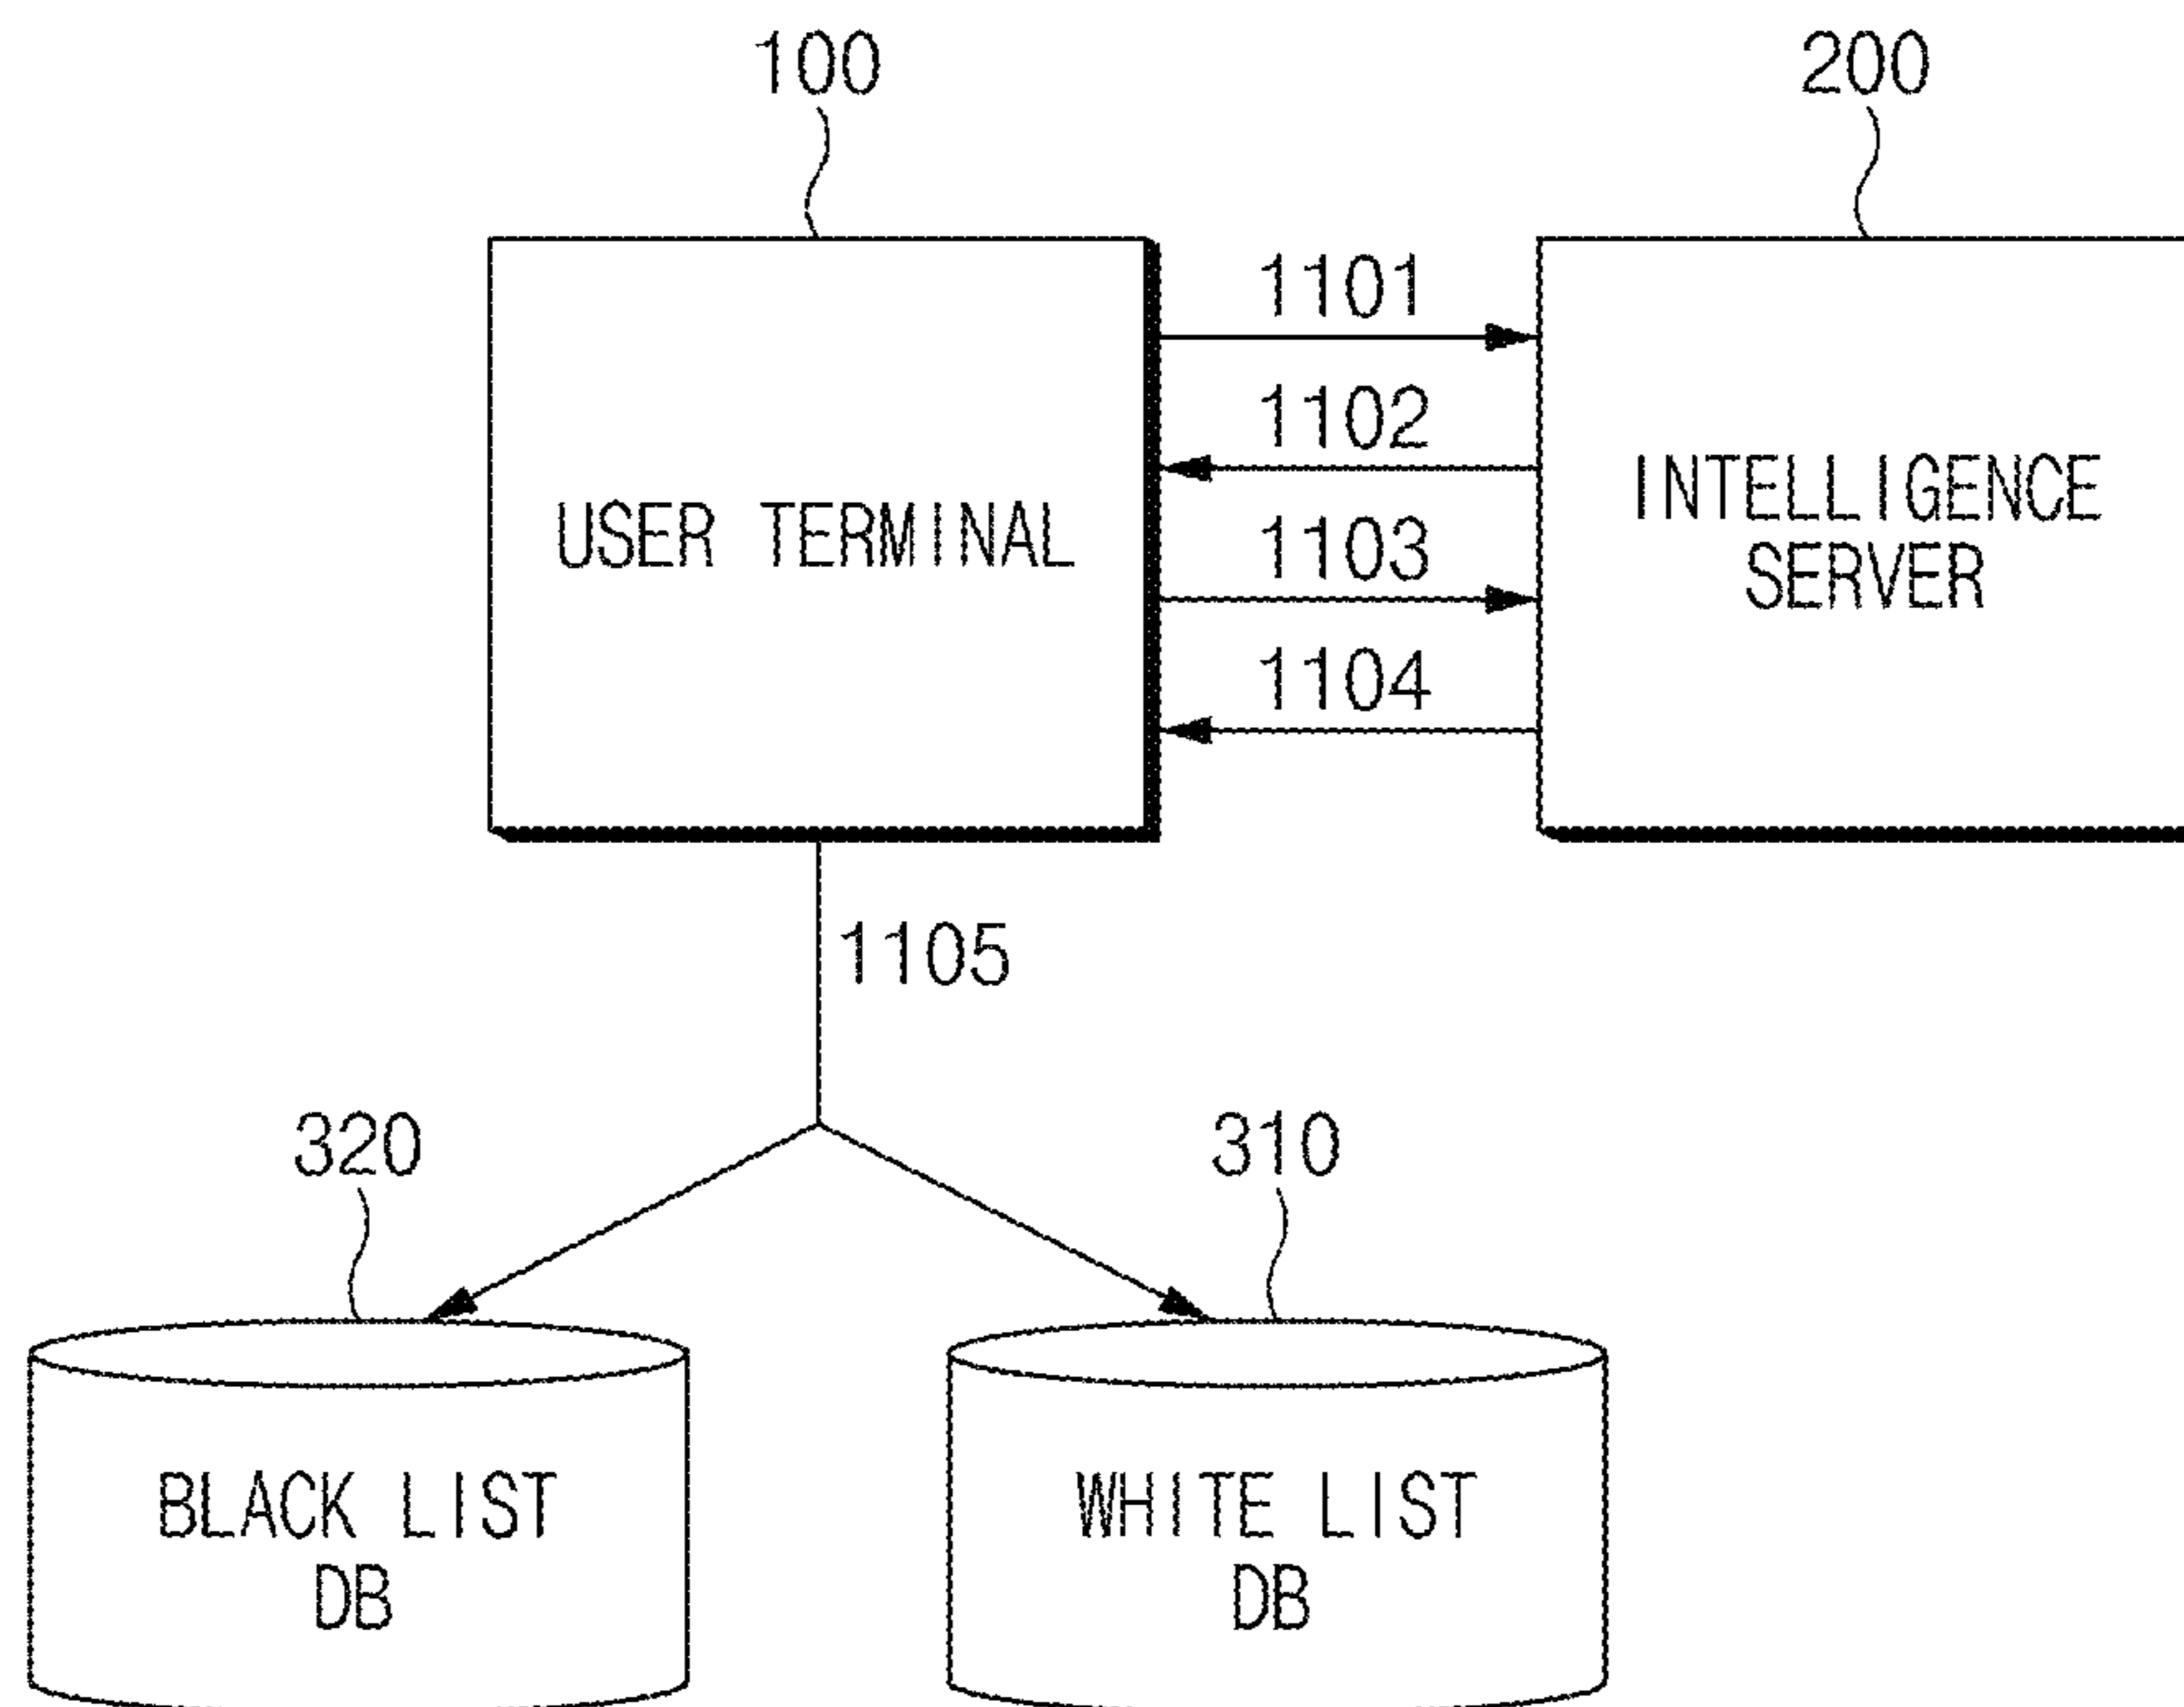 100
200
1101
1102
1103
1104
USER TERMINAL
INTELLIGENCE
SERVER
1105
320
310
BLACK LIST
DB
WHITE LIST
DB